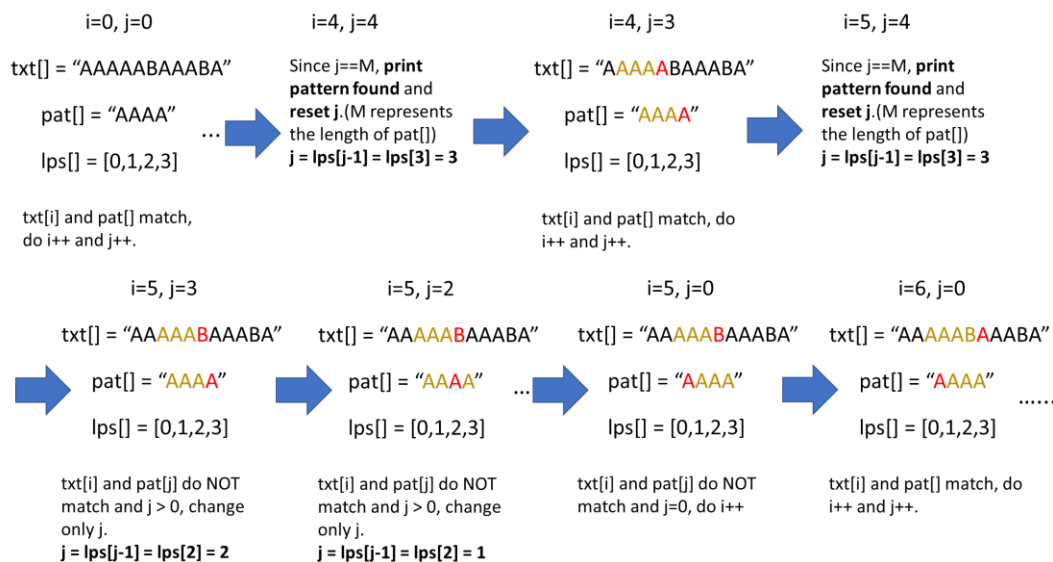 i=0, j=0
txt[] = “AAAAABAAABA”
pat[] = “AAAA”
lps[] = [0,1,2,3]
...
txt[i] and pat[] match,
do i++ and j++.
i=4, j=4
Since j==M, print
pattern found and
reset j.(M represents
the length of pat[])
j = lps[j-1] = lps[3] = 3
i=4, j=3
txt[] = “AAAAABAAABA”
pat[] = “AAAA”
lps[] = [0,1,2,3]
txt[i] and pat[] match, do
i++ and j++.
i=5, j=4
Since j==M, print
pattern found and
reset j.(M represents
the length of pat[])
j = lps[j-1] = lps[3] = 3
i=5, j=3
txt[] = “AAAAABAAABA”
pat[] = “AAAA”
lps[] = [0,1,2,3]
txt[i] and pat[j] do NOT
match and j > 0, change
only j.
j = lps[j-1] = lps[2] = 2
i=5, j=2
txt[] = “AAAAABAAABA”
pat[] = “AAAA”
lps[] = [0,1,2,3]
...
txt[i] and pat[j] do NOT
match and j > 0, change
only j.
j = lps[j-1] = lps[2] = 1
i=5, j=0
txt[] = “AAAAABAAABA”
pat[] = “AAAA”
lps[] = [0,1,2,3]
txt[i] and pat[j] do NOT
match and j=0, do i++
i=6, j=0
txt[] = “AAAAABAAABA”
pat[] = “AAAA”
lps[] = [0,1,2,3]
......
txt[i] and pat[] match, do
i++ and j++.